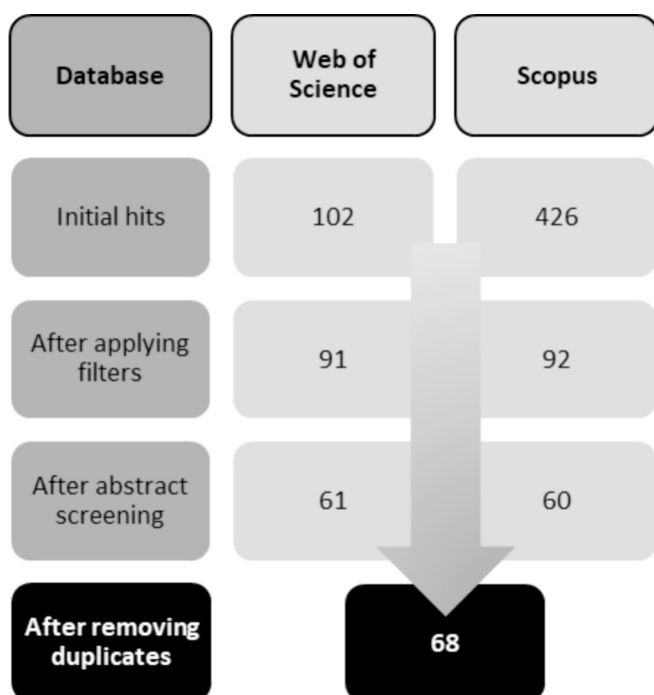 Database
Web of
Science
Scopus
Initial hits
102
426
After applying
filters
91
92
After abstract
screening
61
60
After removing
duplicates
68